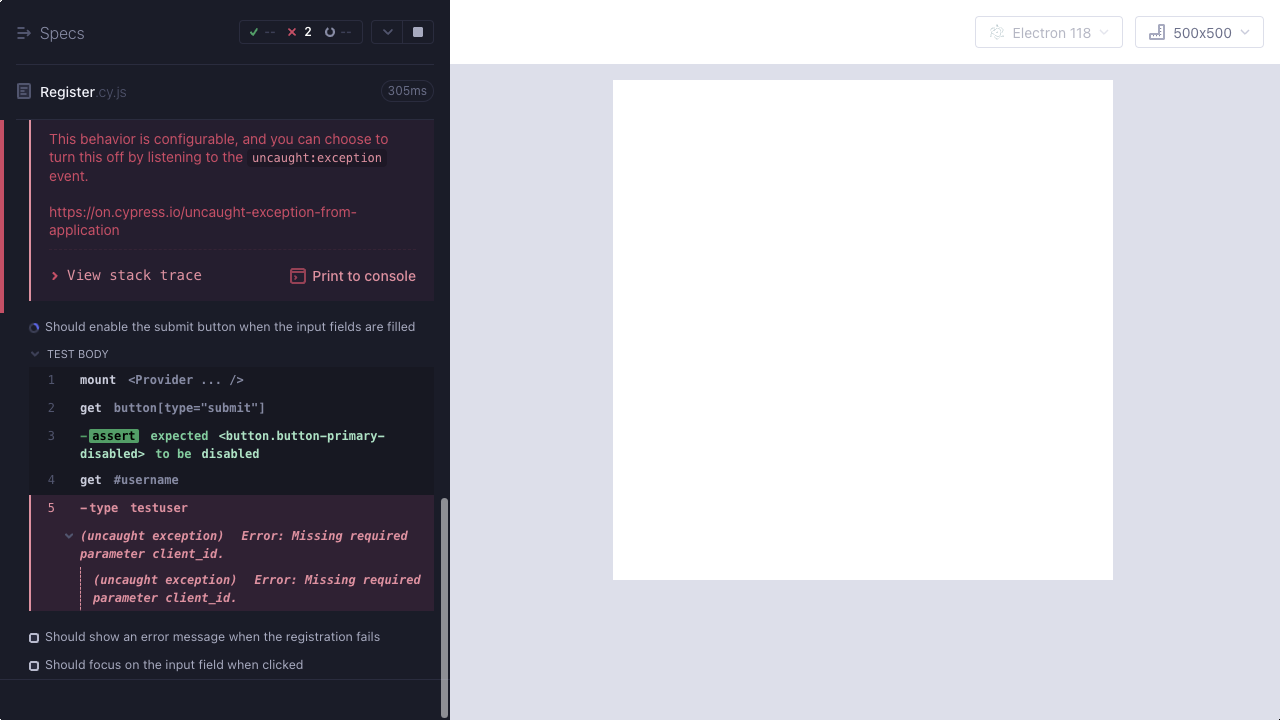 Specs
-- 2 --
Electron 118
500x500
Register.cy.js
305ms
This behavior is configurable, and you can choose to
turn this off by listening to the uncaught:exception
event.
https://on.cypress.io/uncaught-exception-from-
application
View stack trace
Print to console
Should enable the submit button when the input fields are filled
TEST BODY
1 mount <Provider ... />
2 get button[type="submit"]
3 -assert expected <button.button-primary-
disabled> to be disabled
4 get #username
5 -type testuser
(uncaught exception) Error: Missing required
parameter client_id.
(uncaught exception) Error: Missing required
parameter client_id.
Should show an error message when the registration fails
Should focus on the input field when clicked